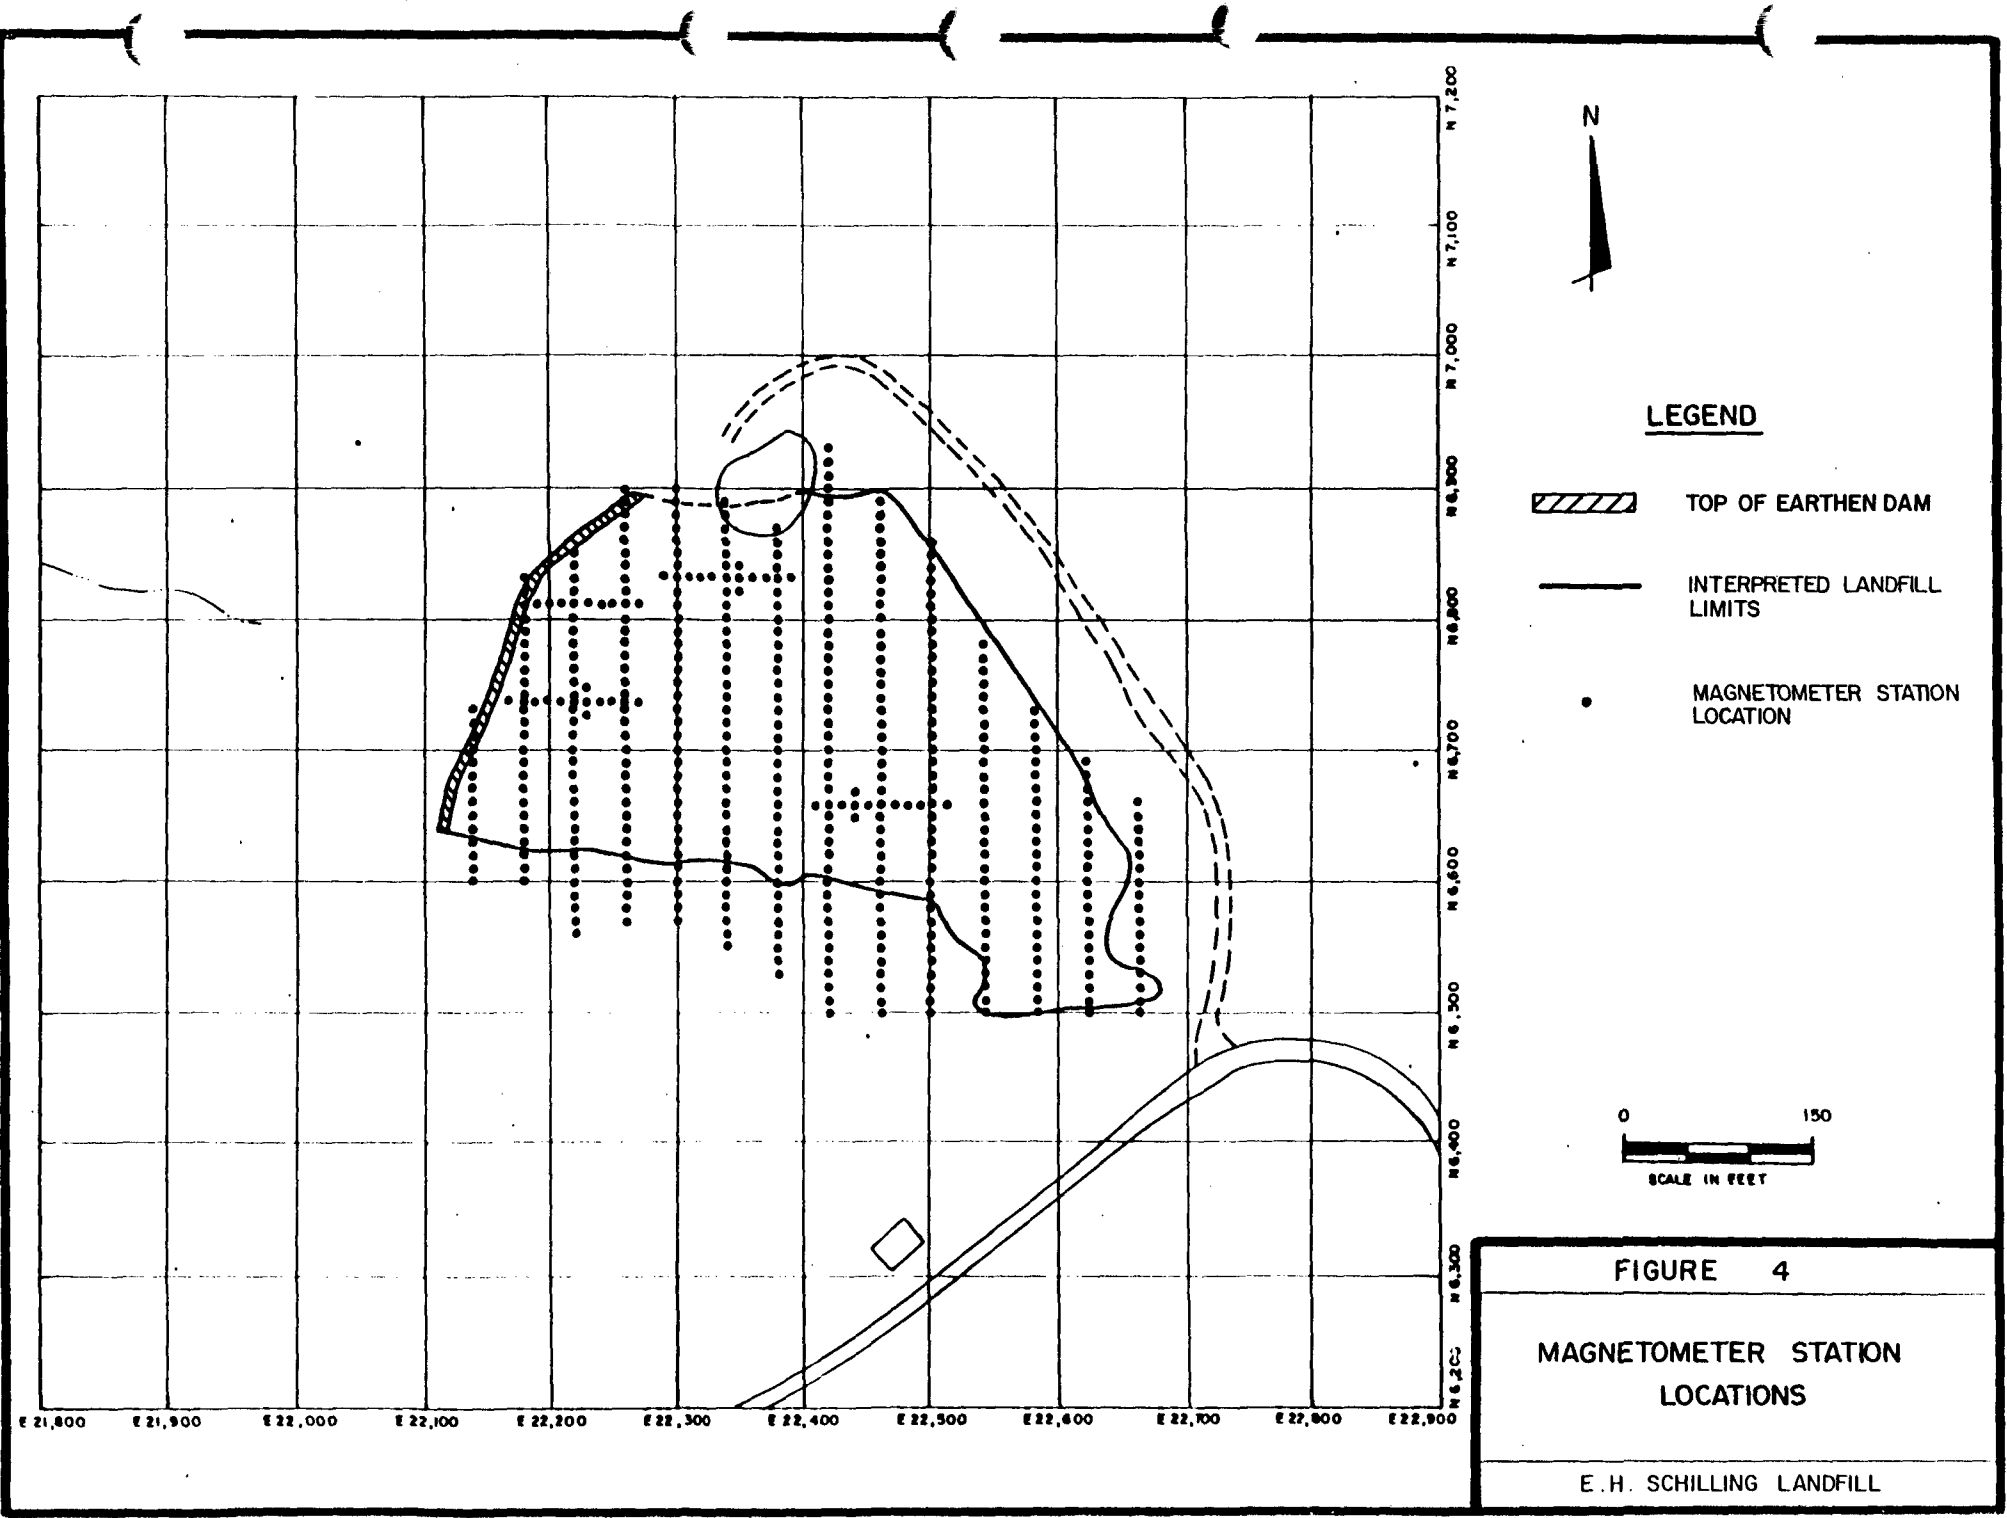 N 7,200
N 7,100
N 7,000
N 6,900
N 6,800
N 6,700
N 6,600
N 6,500
N 6,400
N 6,300
N 6,200
E 21,800 E 21,900 E 22,000 E 22,100 E 22,200 E 22,300 E 22,400 E 22,500 E 22,600 E 22,700 E 22,800 E 22,900
N
LEGEND
TOP OF EARTHEN DAM
INTERPRETED LANDFILL
LIMITS
MAGNETOMETER STATION
LOCATION
0 150
SCALE IN FEET
FIGURE 4
MAGNETOMETER STATION
LOCATIONS
E.H. SCHILLING LANDFILL